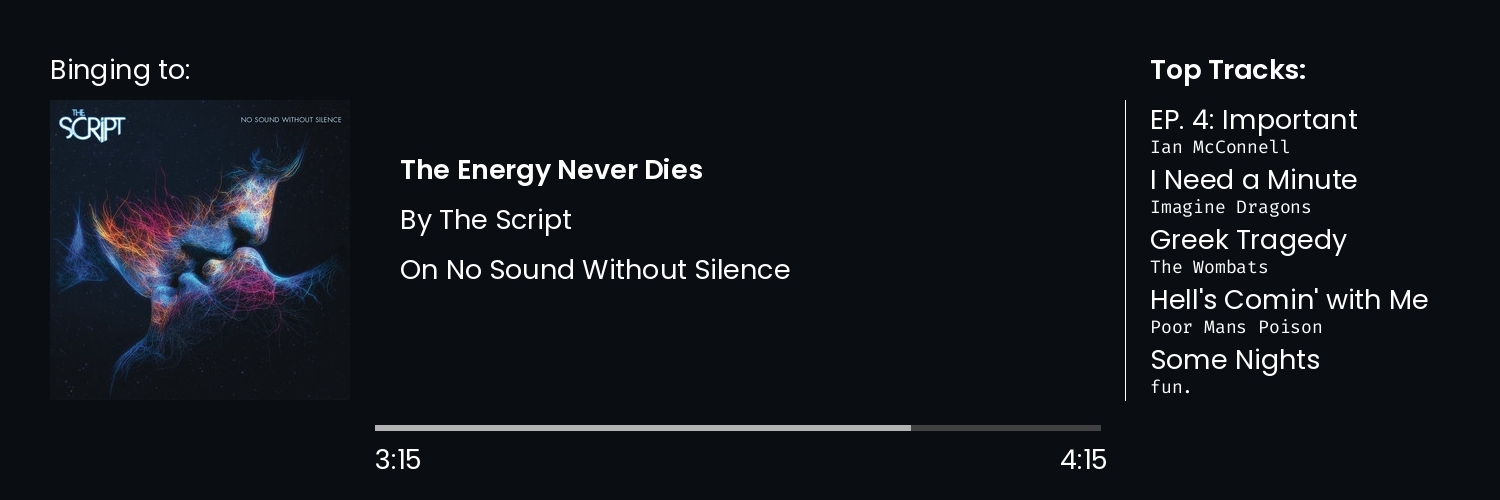 Binging to:
THE
SCRIPT
NO SOUND WITHOUT SILENCE
The Energy Never Dies
By The Script
On No Sound Without Silence
3:15
4:15
Top Tracks:
EP. 4: Important
Ian McConnell
I Need a Minute
Imagine Dragons
Greek Tragedy
The Wombats
Hell's Comin' with Me
Poor Mans Poison
Some Nights
fun.